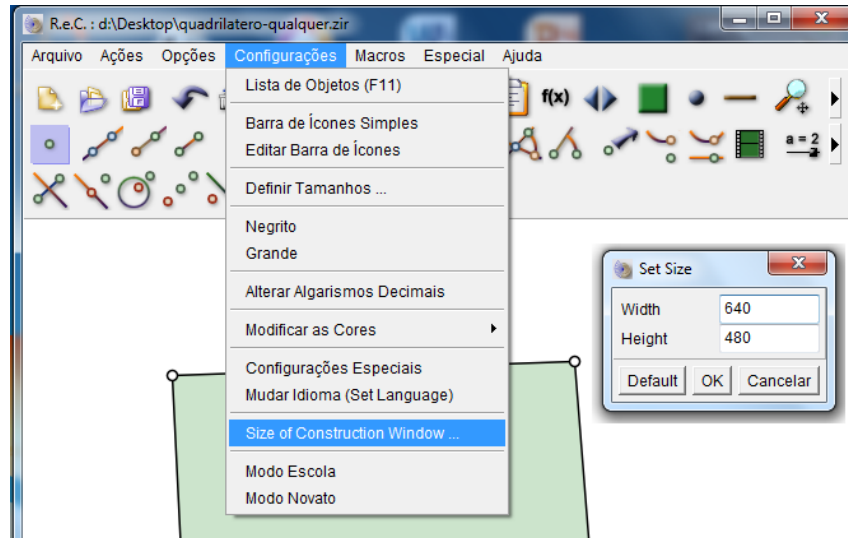 R.e.C. : d:\Desktop\quadrilatero-qualquer.zir
Arquivo Ações Opções Configurações Macros Especial Ajuda
Lista de Objetos (F11)
f(x)
Barra de Ícones Simples
Editar Barra de Ícones
a = 2
Definir Tamanhos ...
Negrito
Grande
Alterar Algarismos Decimais
Modificar as Cores
Configurações Especiais
Mudar Idioma (Set Language)
Size of Construction Window ...
Modo Escola
Modo Novato
Set Size
Width 640
Height 480
Default OK Cancelar